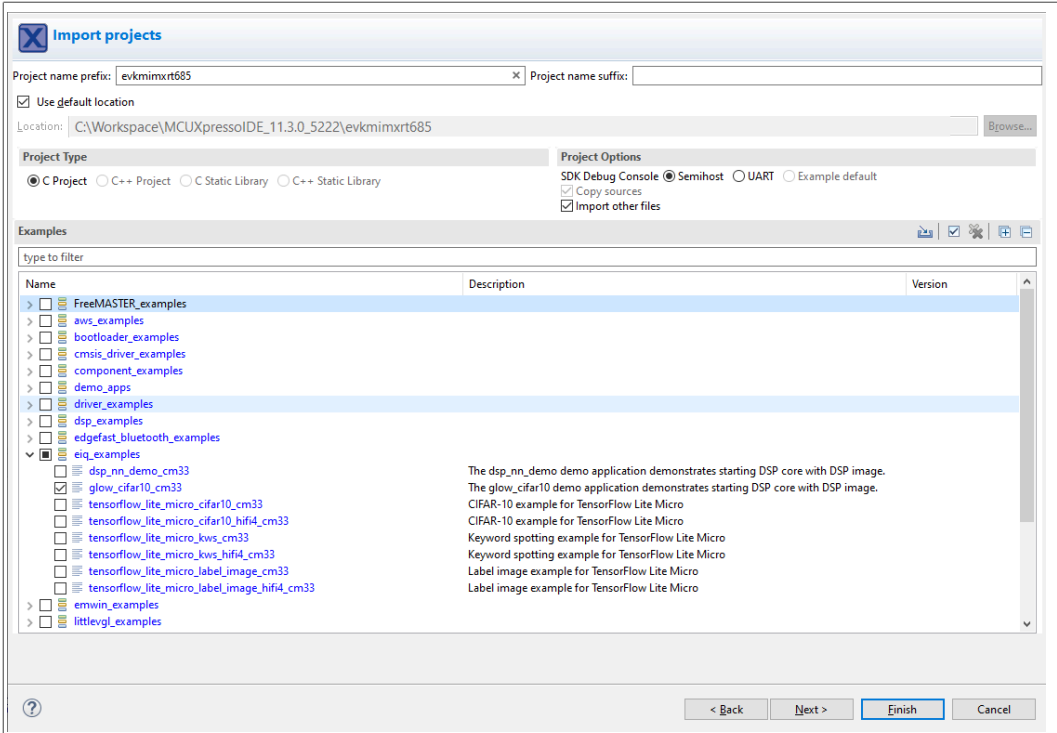 Import projects
Project name prefix: evkmimxrt685 × Project name suffix:
Use default location
Location: C:\Workspace\MCUXpressoIDE_11.3.0_5222\evkmimxrt685 Browse...
Project Type Project Options
C Project C++ Project C Static Library C++ Static Library SDK Debug Console Semihost UART Example default
Copy sources
Import other files
Examples
type to filter
Name Description Version
FreeMASTER_examples
aws_examples
bootloader_examples
cmsis_driver_examples
component_examples
demo_apps
driver_examples
dsp_examples
edgefast_bluetooth_examples
eiq_examples
dsp_nn_demo_cm33 The dsp_nn_demo demo application demonstrates starting DSP core with DSP image.
glow_cifar10_cm33 The glow_cifar10 demo application demonstrates starting DSP core with DSP image.
tensorflow_lite_micro_cifar10_cm33 CIFAR-10 example for TensorFlow Lite Micro
tensorflow_lite_micro_cifar10_hifi4_cm33 CIFAR-10 example for TensorFlow Lite Micro
tensorflow_lite_micro_kws_cm33 Keyword spotting example for TensorFlow Lite Micro
tensorflow_lite_micro_kws_hifi4_cm33 Keyword spotting example for TensorFlow Lite Micro
tensorflow_lite_micro_label_image_cm33 Label image example for TensorFlow Lite Micro
tensorflow_lite_micro_label_image_hifi4_cm33 Label image example for TensorFlow Lite Micro
emwin_examples
littlevgl_examples
? < Back Next > Finish Cancel